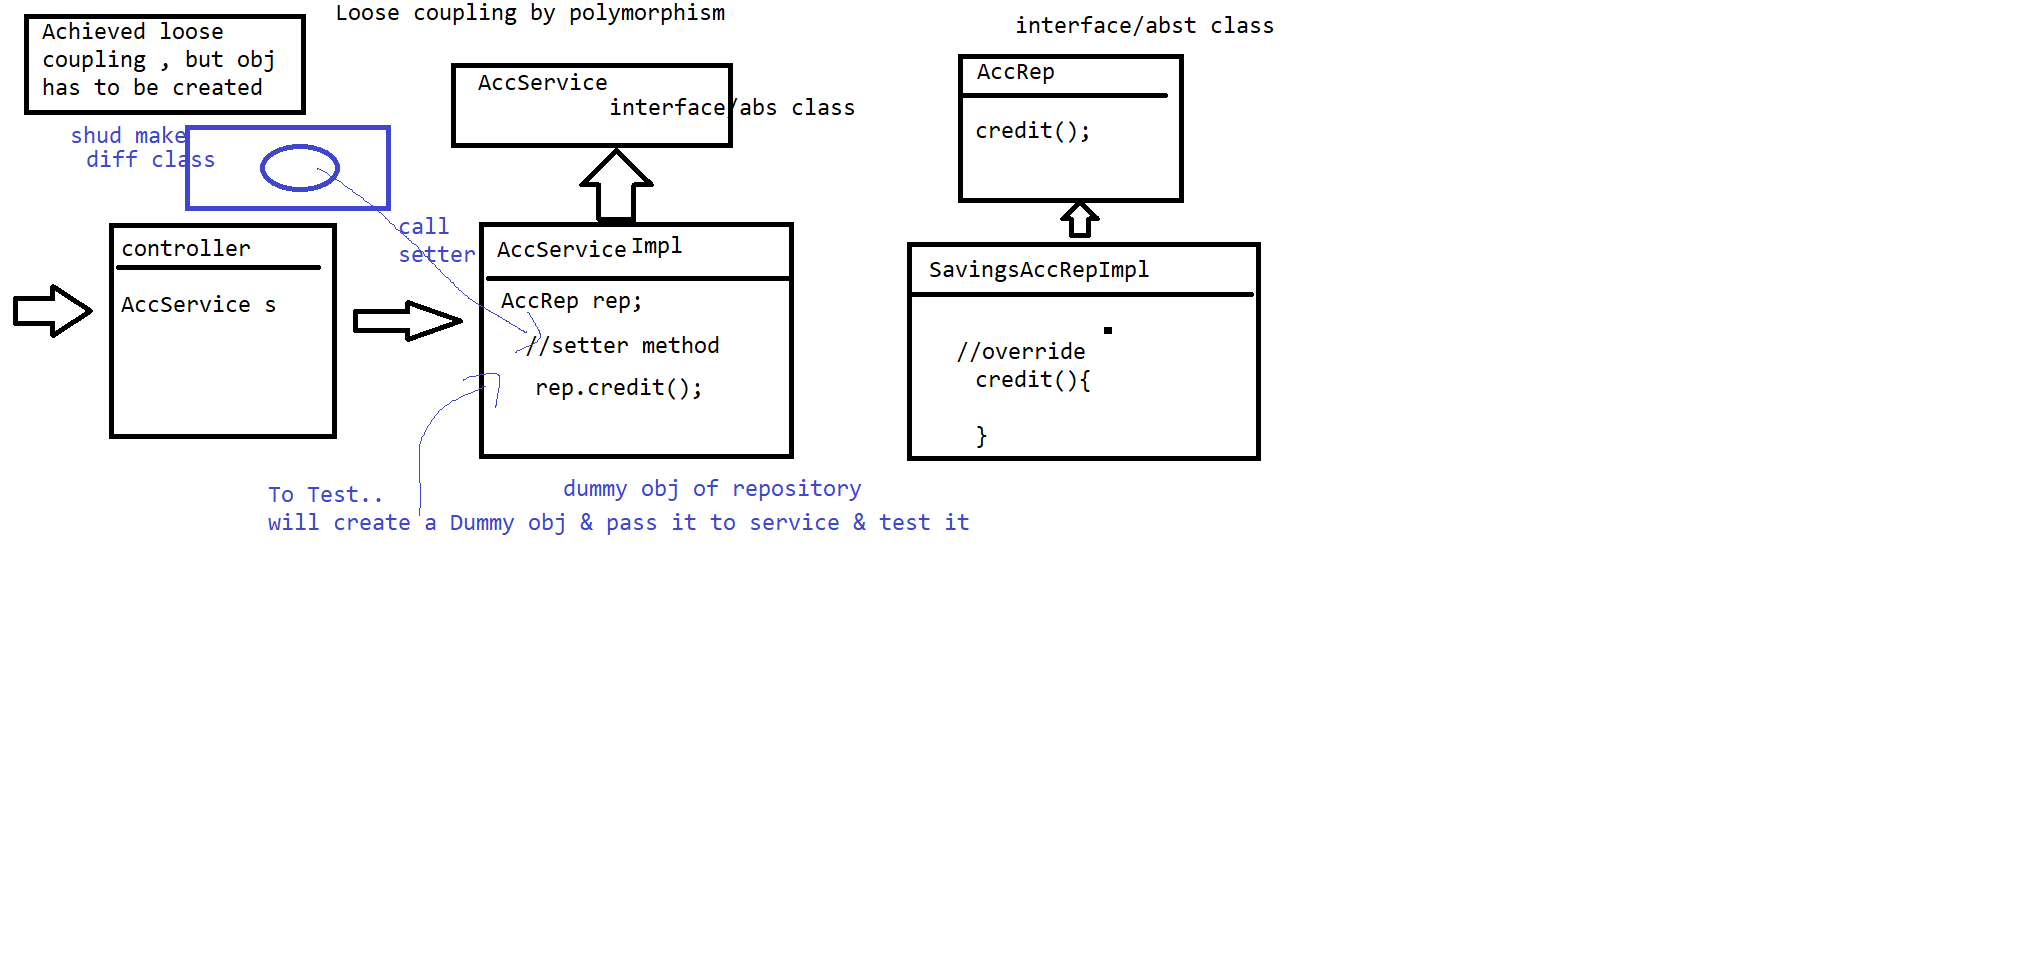 Loose coupling by polymorphism
interface/abst class
Achieved loose
coupling , but obj
has to be created
shud make
diff class
call
setter
controller
AccService s
AccService
interface/abs class
AccService Impl
AccRep rep;
//setter method
rep.credit();
AccRep
credit();
SavingsAccRepImpl
//override
credit(){
}
To Test..
dummy obj of repository
will create a Dummy obj & pass it to service & test it